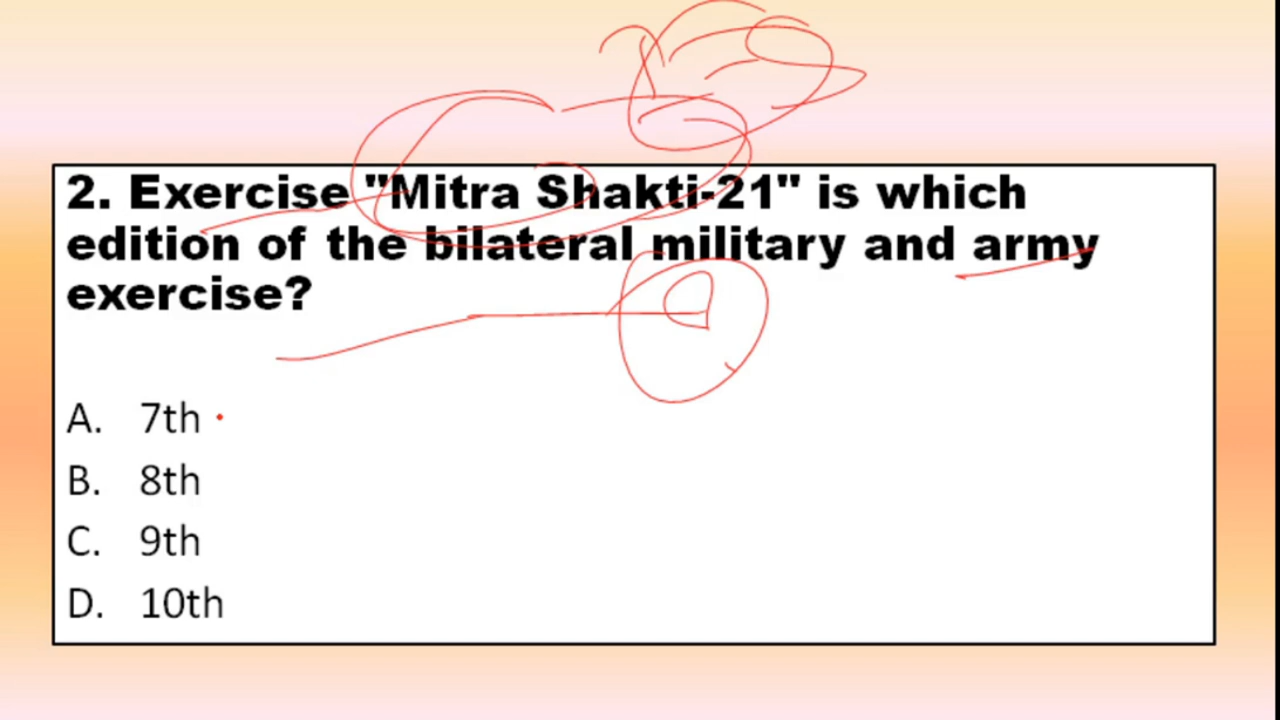 2. Exercise "Mitra Shakti-21" is which
edition of the bilateral military and army
exercise?
A. 7th
B. 8th
C. 9th
D. 10th